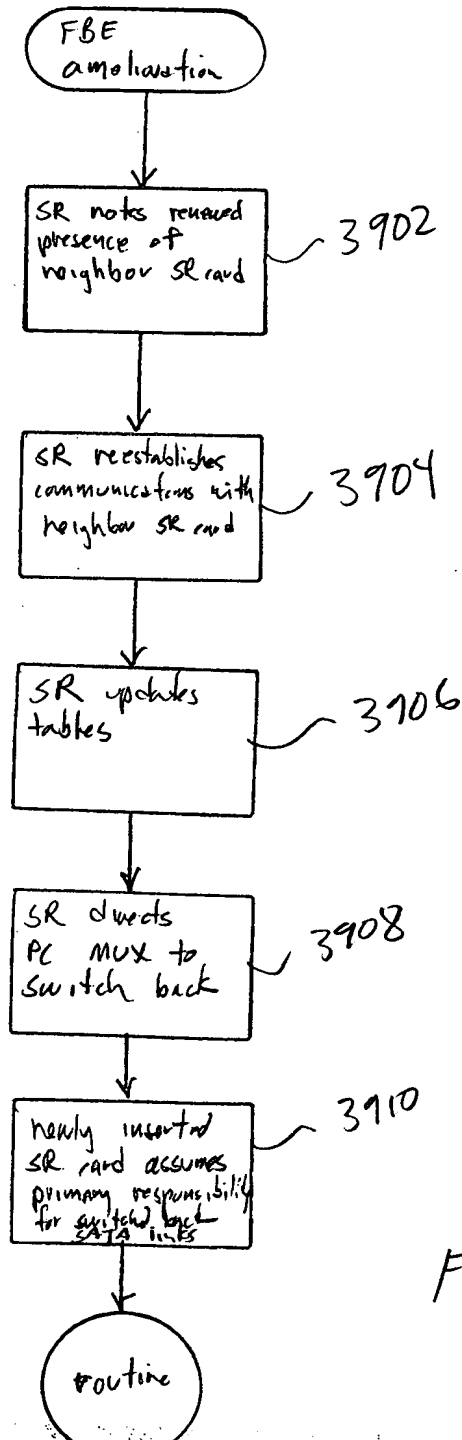 FBE
amelioration
SR notes renewed
presence of
neighbor SR card
3902
SR reestablishes
communications with
neighbor SR card
3904
SR updates
tables
3906
SR directs
PC MUX to
switch back
3908
newly inserted
SR card assumes
primary responsibility
for switched back
SATA links
3910
F
routine